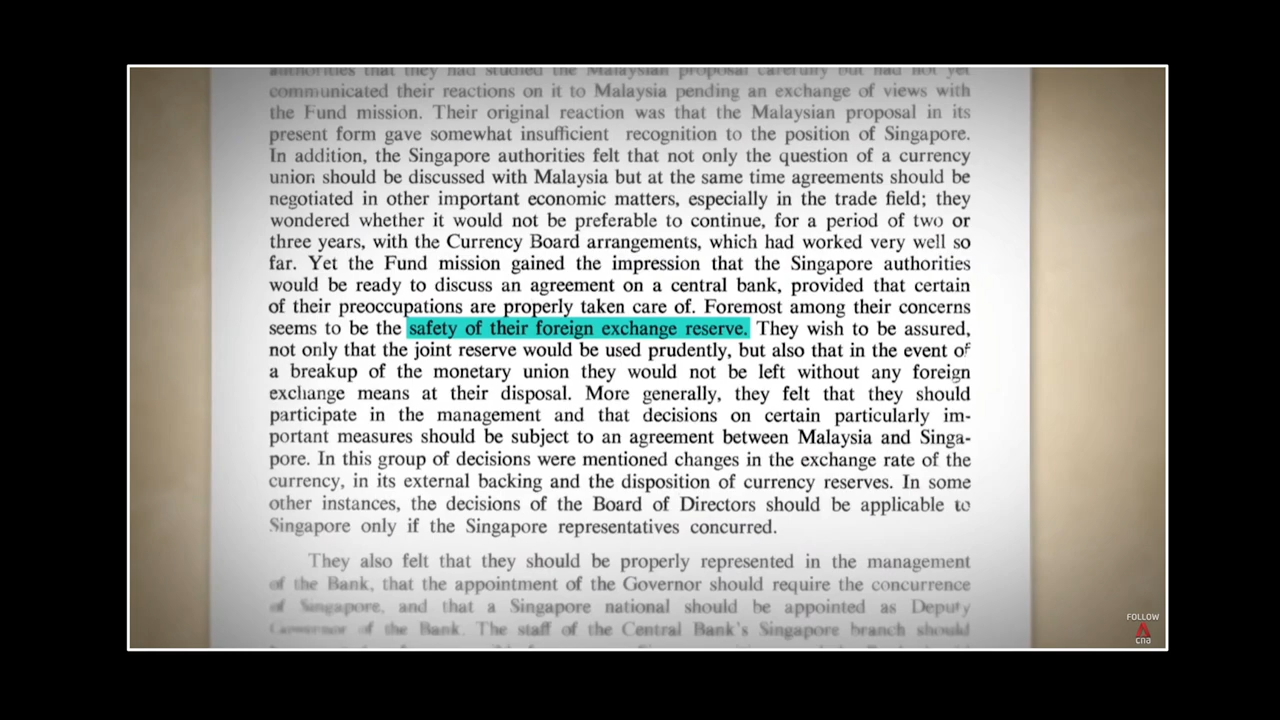 authorities that they had studied the Malaysian proposal carefully but had not yet
communicated their reactions on it to Malaysia pending an exchange of views with
the Fund mission. Their original reaction was that the Malaysian proposal in its
present form gave somewhat insufficient recognition to the position of Singapore.
In addition, the Singapore authorities felt that not only the question of a currency
union should be discussed with Malaysia but at the same time agreements should be
negotiated in other important economic matters, especially in the trade field; they
wondered whether it would not be preferable to continue, for a period of two or
three years, with the Currency Board arrangements, which had worked very well so
far. Yet the Fund mission gained the impression that the Singapore authorities
would be ready to discuss an agreement on a central bank, provided that certain
of their preoccupations are properly taken care of. Foremost among their concerns
seems to be the safety of their foreign exchange reserve. They wish to be assured,
not only that the joint reserve would be used prudently, but also that in the event of
a breakup of the monetary union they would not be left without any foreign
exchange means at their disposal. More generally, they felt that they should
participate in the management and that decisions on certain particularly im-
portant measures should be subject to an agreement between Malaysia and Singa-
pore. In this group of decisions were mentioned changes in the exchange rate of the
currency, in its external backing and the disposition of currency reserves. In some
other instances, the decisions of the Board of Directors should be applicable to
Singapore only if the Singapore representatives concurred.
They also felt that they should be properly represented in the management
of the Bank, that the appointment of the Governor should require the concurrence
of Singapore, and that a Singapore national should be appointed as Deputy
Governor of the Bank. The staff of the Central Bank's Singapore branch should
FOLLOW
cna